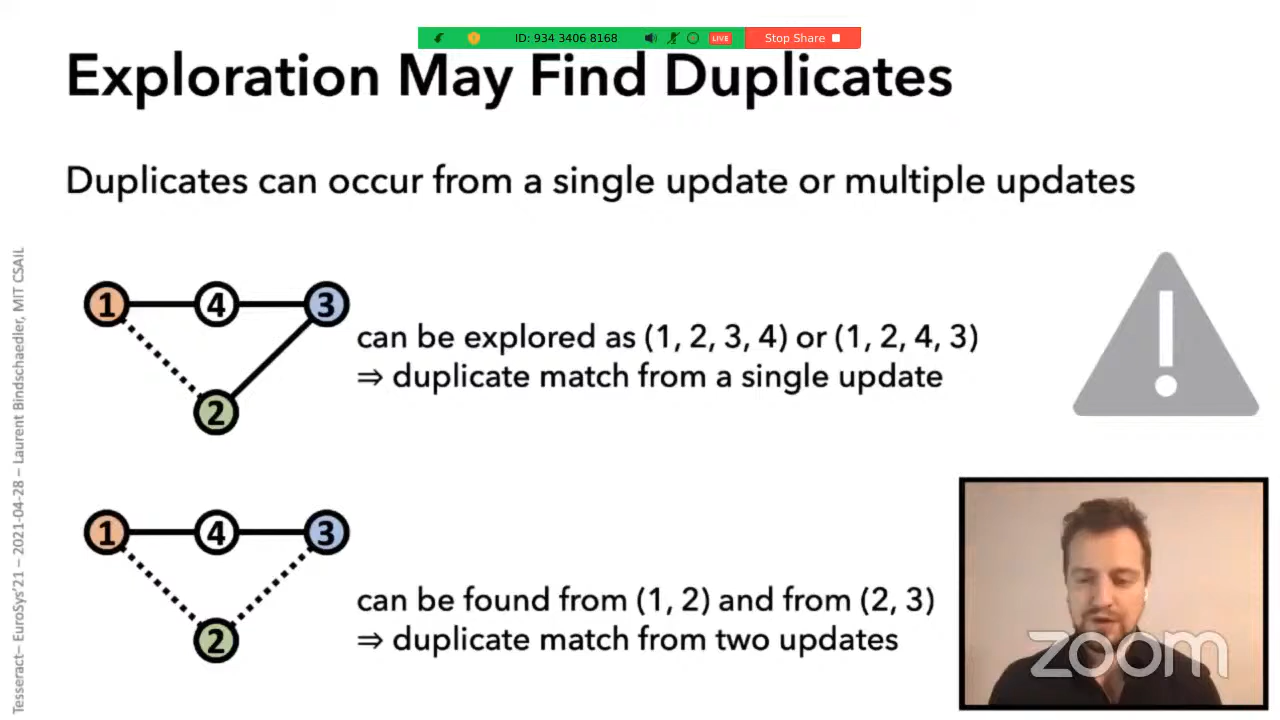 ID: 934 3406 8168 LIVE Stop Share
Exploration May Find Duplicates
Duplicates can occur from a single update or multiple updates
1 4 3
2
can be explored as (1, 2, 3, 4) or (1, 2, 4, 3)
⇒ duplicate match from a single update
1 4 3
2
can be found from (1, 2) and from (2, 3)
⇒ duplicate match from two updates
Tesseract– EuroSys'21 – 2021-04-28 – Laurent Bindschaedler, MIT CSAIL
zoom